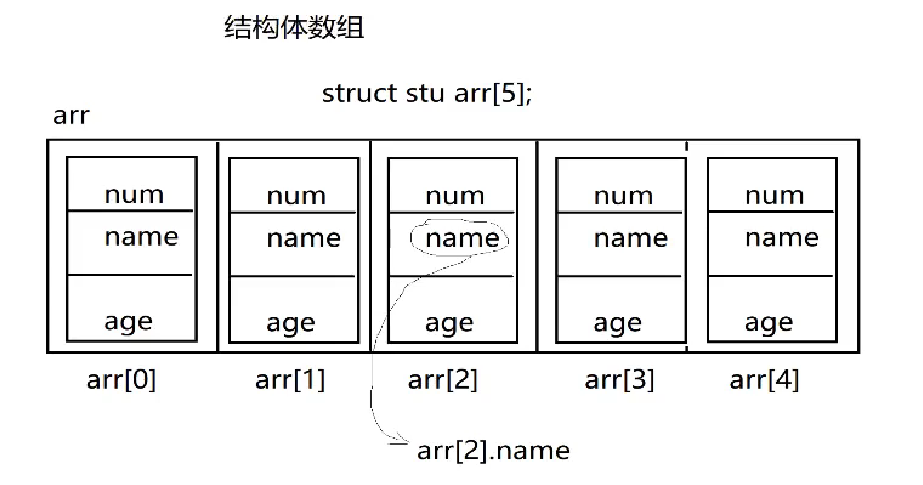 结构体数组
struct stu arr[5];
arr
num num num num num
name name name name name
age age age age age
arr[0] arr[1] arr[2] arr[3] arr[4]
arr[2].name